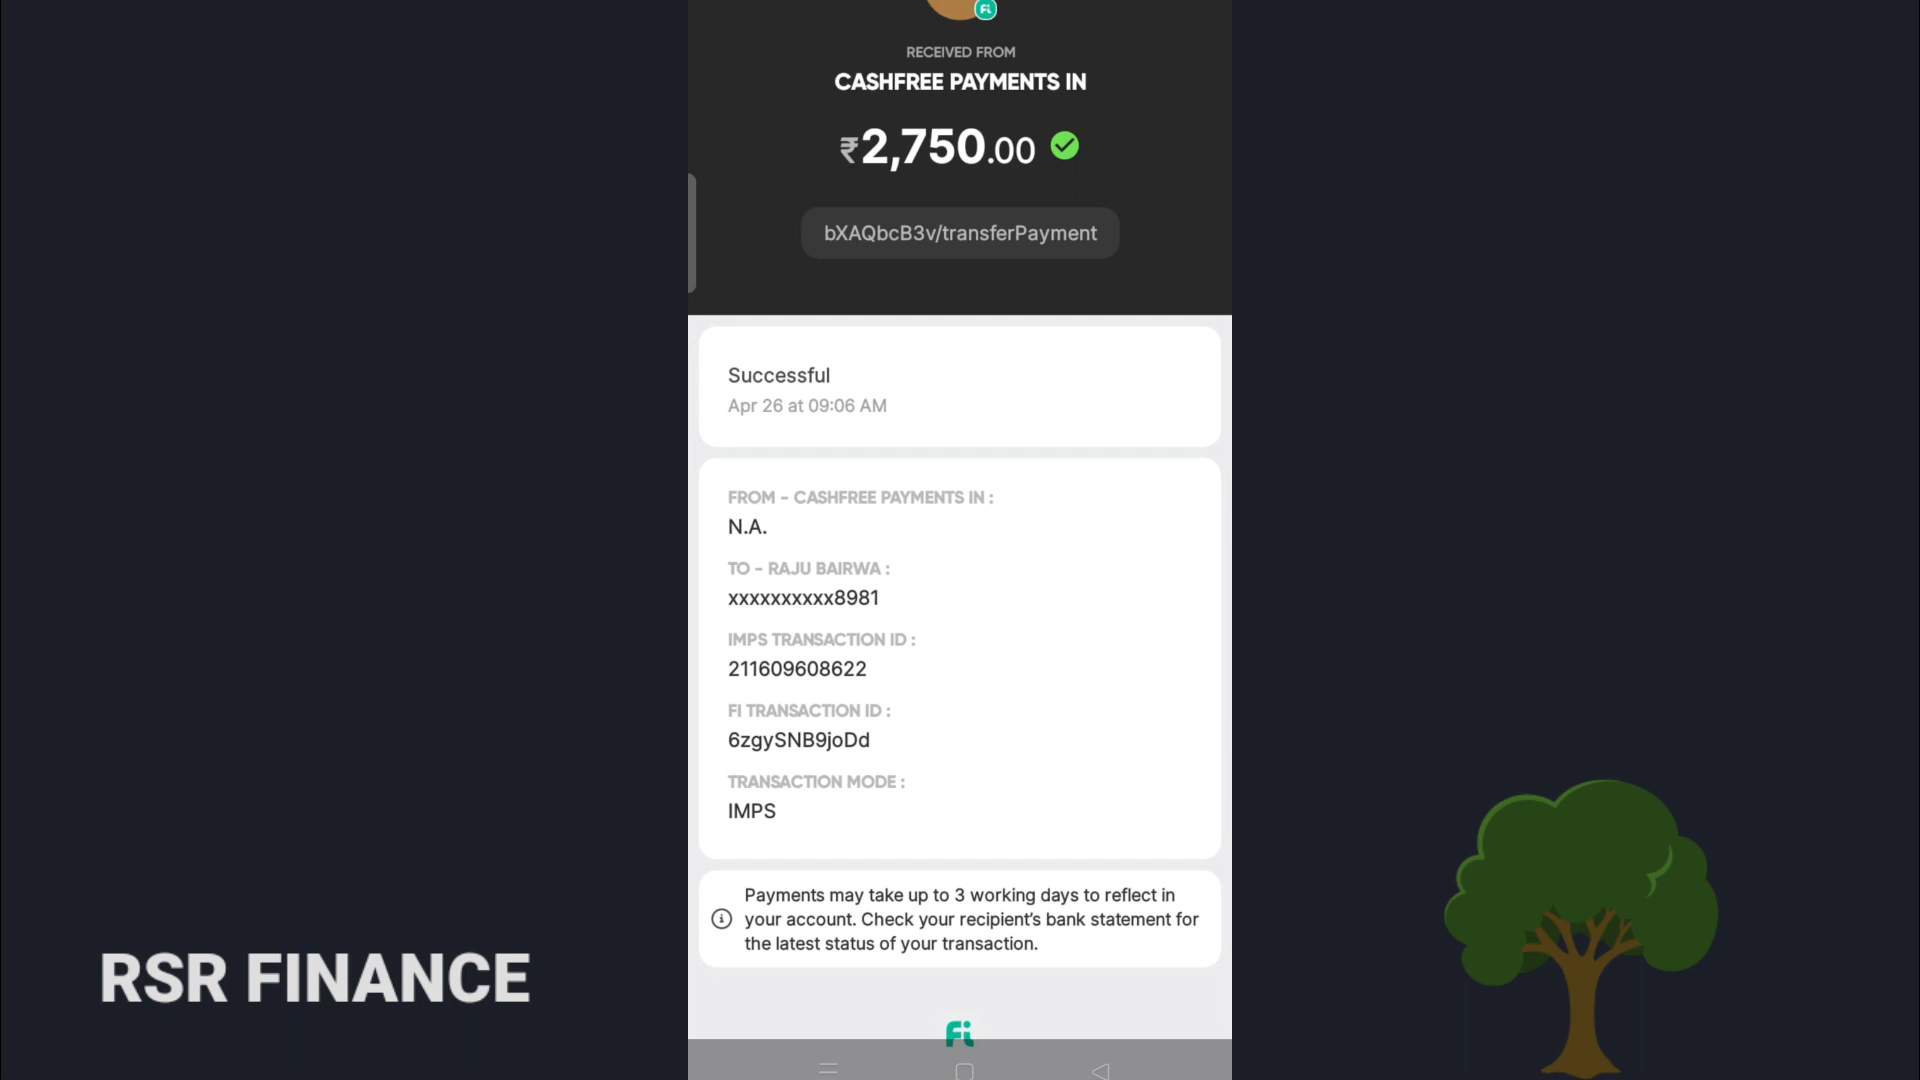 Fi
RECEIVED FROM
CASHFREE PAYMENTS IN
₹2,750.00
bXAQbcB3v/transferPayment
Successful
Apr 26 at 09:06 AM
FROM - CASHFREE PAYMENTS IN :
N.A.
TO - RAJU BAIRWA :
xxxxxxxxxx8981
IMPS TRANSACTION ID :
211609608622
FI TRANSACTION ID :
6zgySNB9joDd
TRANSACTION MODE :
IMPS
Payments may take up to 3 working days to reflect in
your account. Check your recipient's bank statement for
the latest status of your transaction.
RSR FINANCE
Fi